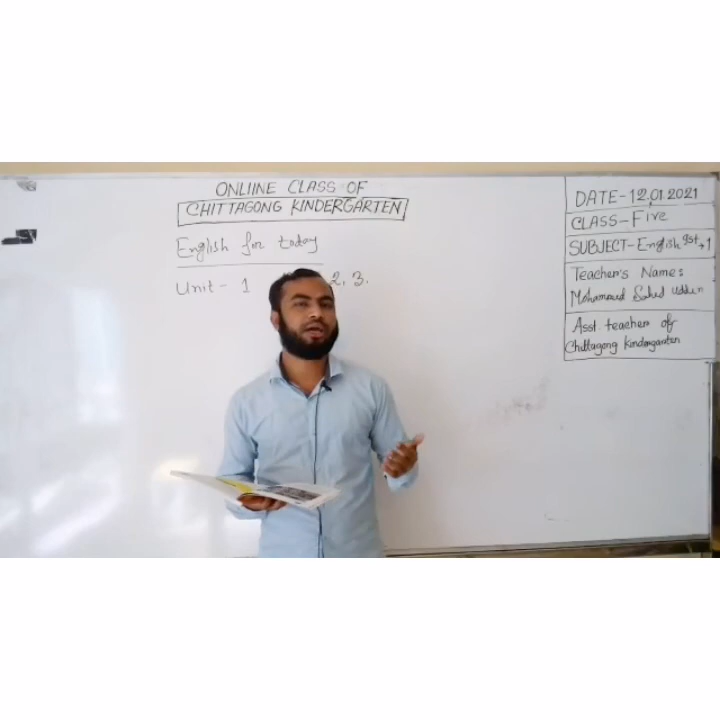 ONLIINE CLASS OF
CHITTAGONG KINDERGARTEN
English for today
Unit - 1 2, 3.
DATE-12.01.2021
CLASS-Five
SUBJECT-English 1st
Teacher's Name:
Mohammed Sahed Uddin
Asst teacher of
Chittagong Kindergarten